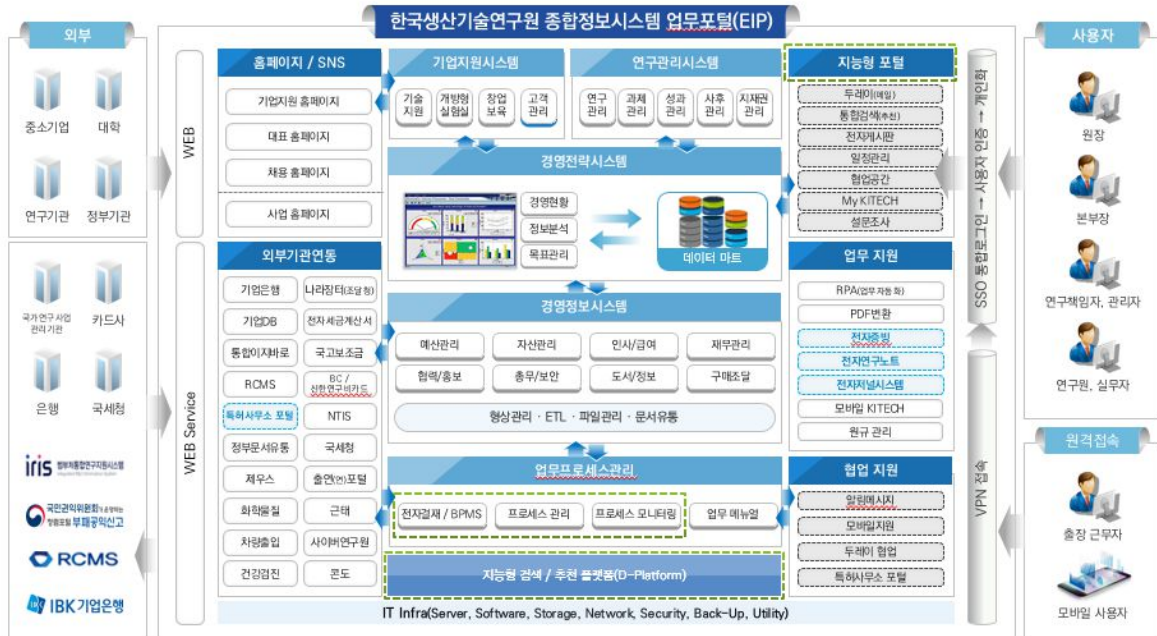 한국생산기술연구원 종합정보시스템 업무포털(EIP)
외부
중소기업
대학
연구기관
정부기관
국가 연구 사업
관리 기관
카드사
은행
국세청
iris 범부처통합연구지원시스템
국민권익위원회가 운영하는
청렴포털 부패공익신고
RCMS
IBK 기업은행
WEB
WEB Service
홈페이지 / SNS
기업지원 홈페이지
대표 홈페이지
채용 홈페이지
사업 홈페이지
외부기관연동
기업은행
나라장터(조달청)
기업DB
전자세금계산서
통합이지바로
국고보조금
RCMS
BC /
신한연구비카드
특허사무소 포털
NTIS
정부문서유통
국세청
제우스
출연(연)포털
화학물질
근태
차량출입
사이버연구원
건강검진
콘도
기업지원시스템
기술
지원
개방형
실험실
창업
보육
고객
관리
연구관리시스템
연구
관리
과제
관리
성과
관리
사후
관리
지재권
관리
경영전략시스템
경영현황
정보분석
목표관리
데이터 마트
경영정보시스템
예산관리
자산관리
인사/급여
재무관리
협력/홍보
총무/보안
도서/정보
구매조달
형상관리 · ETL · 파일관리 · 문서유통
업무프로세스관리
전자결재 / BPMS
프로세스 관리
프로세스 모니터링
업무 메뉴얼
지능형 검색 / 추천 플랫폼(D-Platform)
IT Infra(Server, Software, Storage, Network, Security, Back-Up, Utility)
지능형 포털
두레이(메일)
통합검색(추천)
전자게시판
일정관리
협업공간
My KITECH
설문조사
업무 지원
RPA(업무자동화)
PDF변환
전자증빙
전자연구노트
전자저널시스템
모바일 KITECH
원규 관리
협업 지원
알림메시지
모바일지원
두레이 협업
특허사무소 포털
SSO 통합로그인 → 사용자 인증 → 개인화
VPN 접속
사용자
원장
본부장
연구책임자, 관리자
연구원, 실무자
원격접속
출장 근무자
모바일 사용자